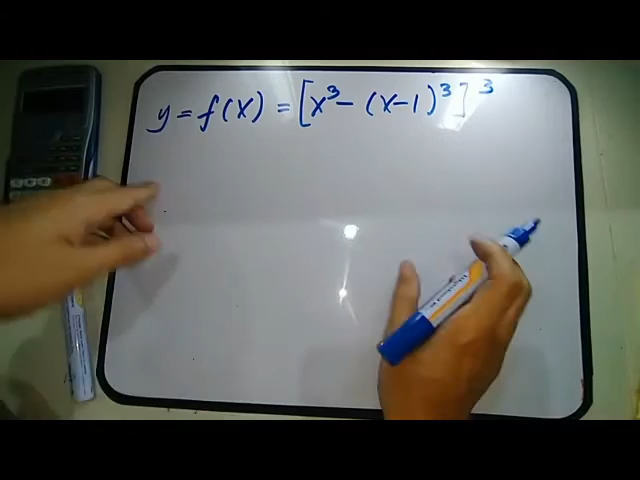 y = f(x) = [x³ - (x-1)³]³